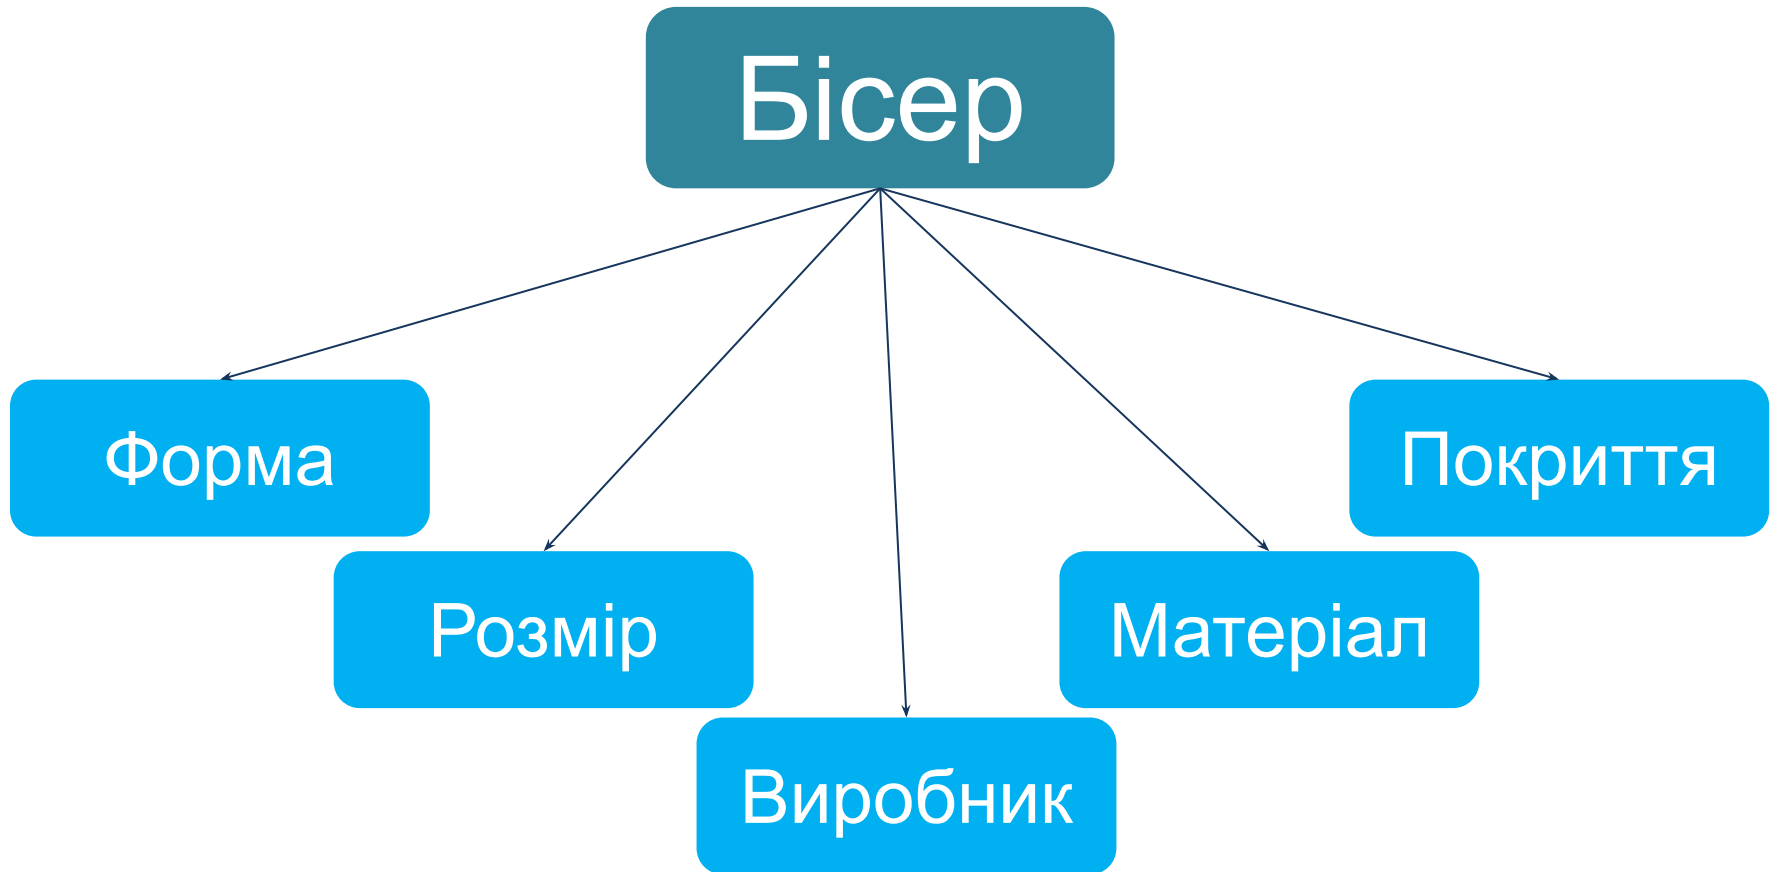 Бісер
Форма
Покриття
Розмір
Матеріал
Виробник